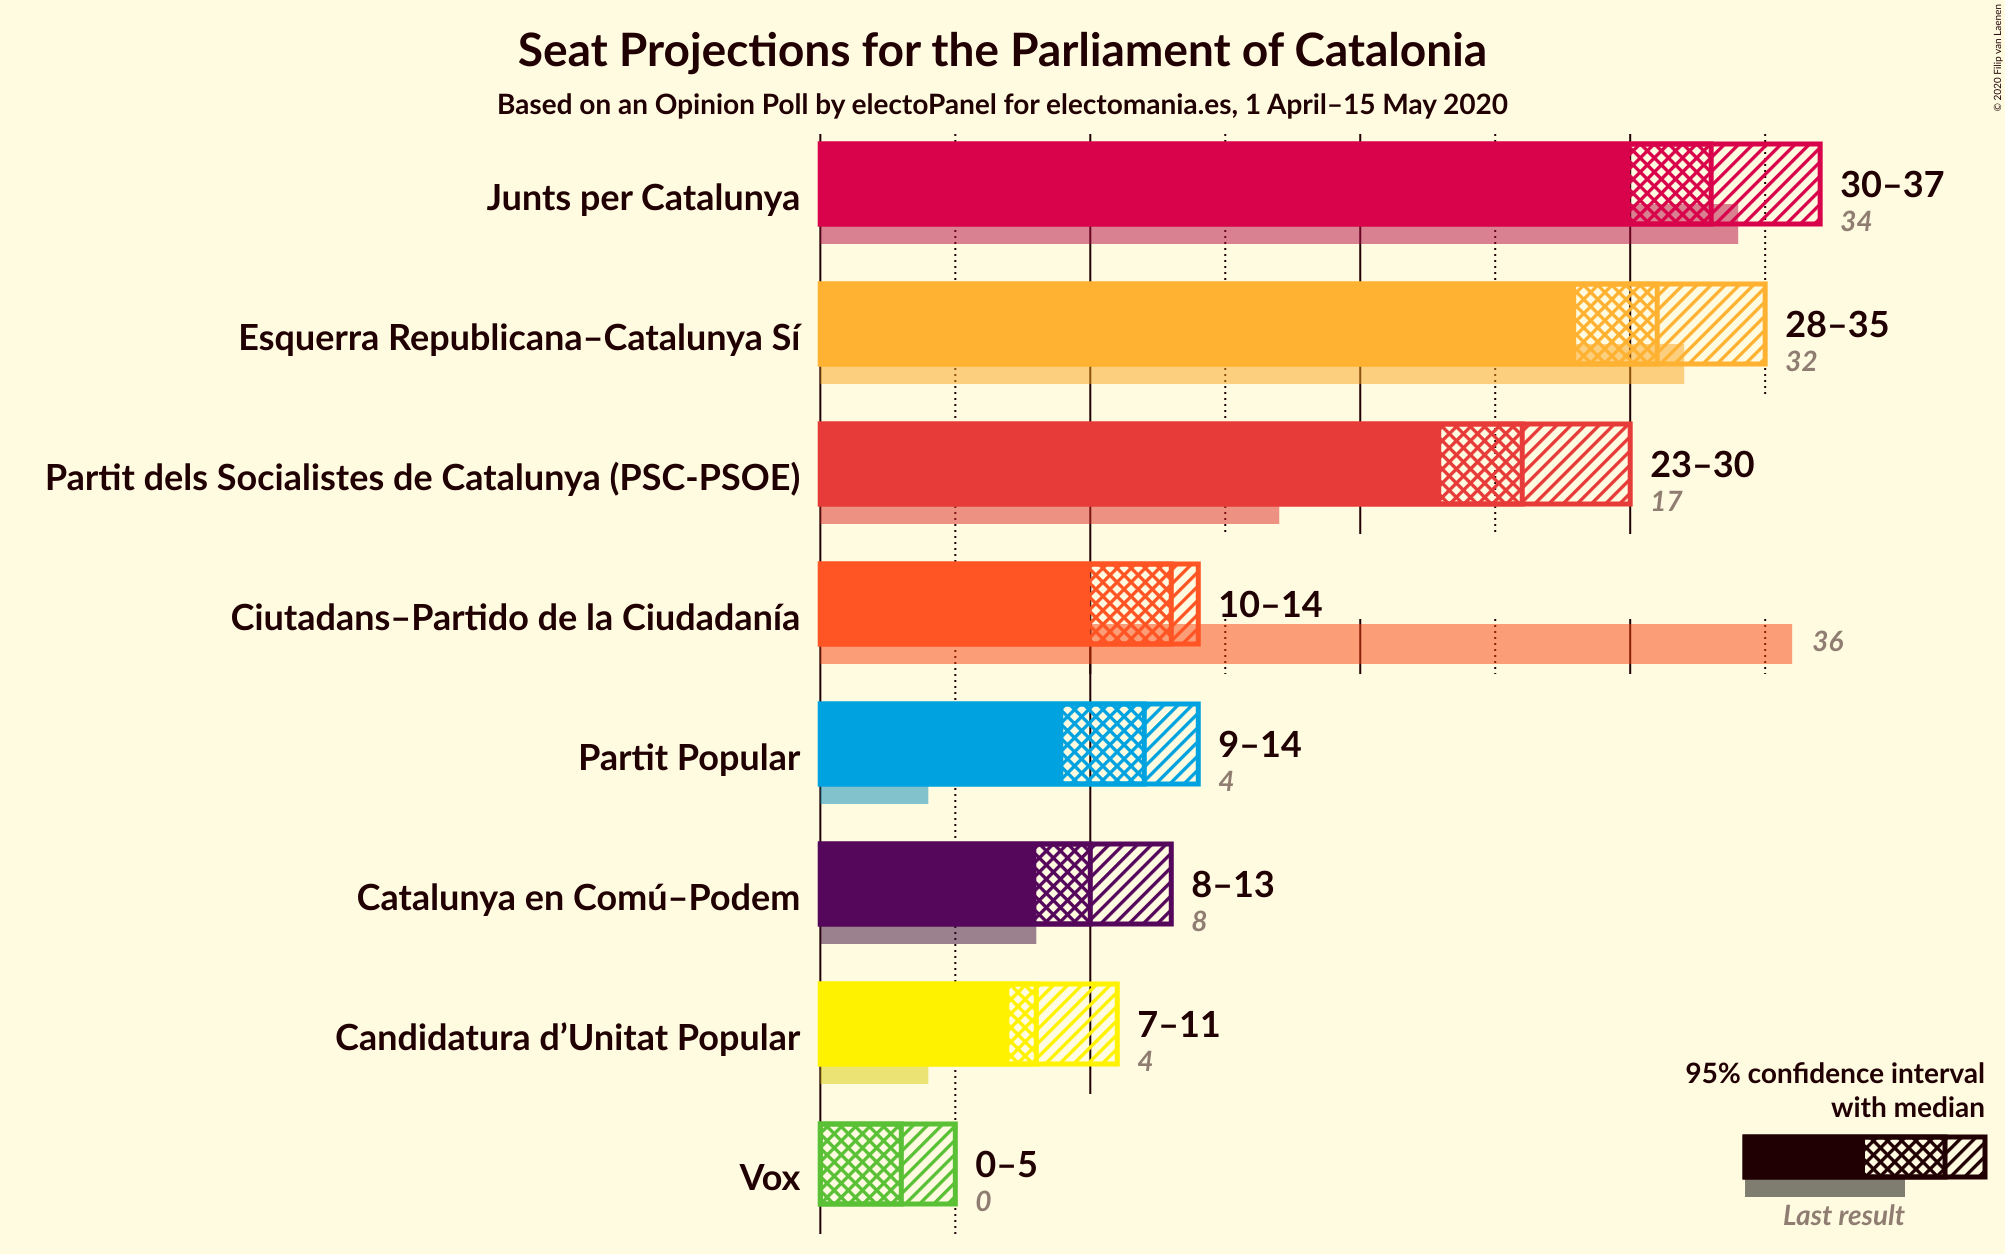 Seat Projections for the Parliament of Catalonia
Based on an Opinion Poll by electoPanel for electomania.es, 1 April–15 May 2020
© 2020 Filip van Laenen
Junts per Catalunya
30–37
34
Esquerra Republicana–Catalunya Sí
28–35
32
Partit dels Socialistes de Catalunya (PSC-PSOE)
23–30
17
Ciutadans–Partido de la Ciudadanía
10–14
36
Partit Popular
9–14
4
Catalunya en Comú–Podem
8–13
8
Candidatura d’Unitat Popular
7–11
4
Vox
0–5
0
95% confidence interval
with median
Last result